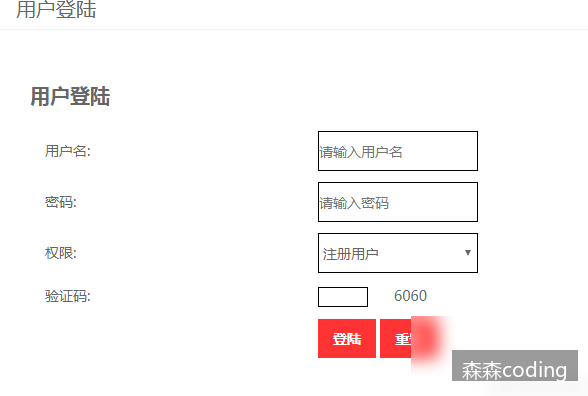 用户登陆
用户登陆
用户名: 请输入用户名
密码: 请输入密码
权限: 注册用户
验证码: 6060
登陆
森森coding